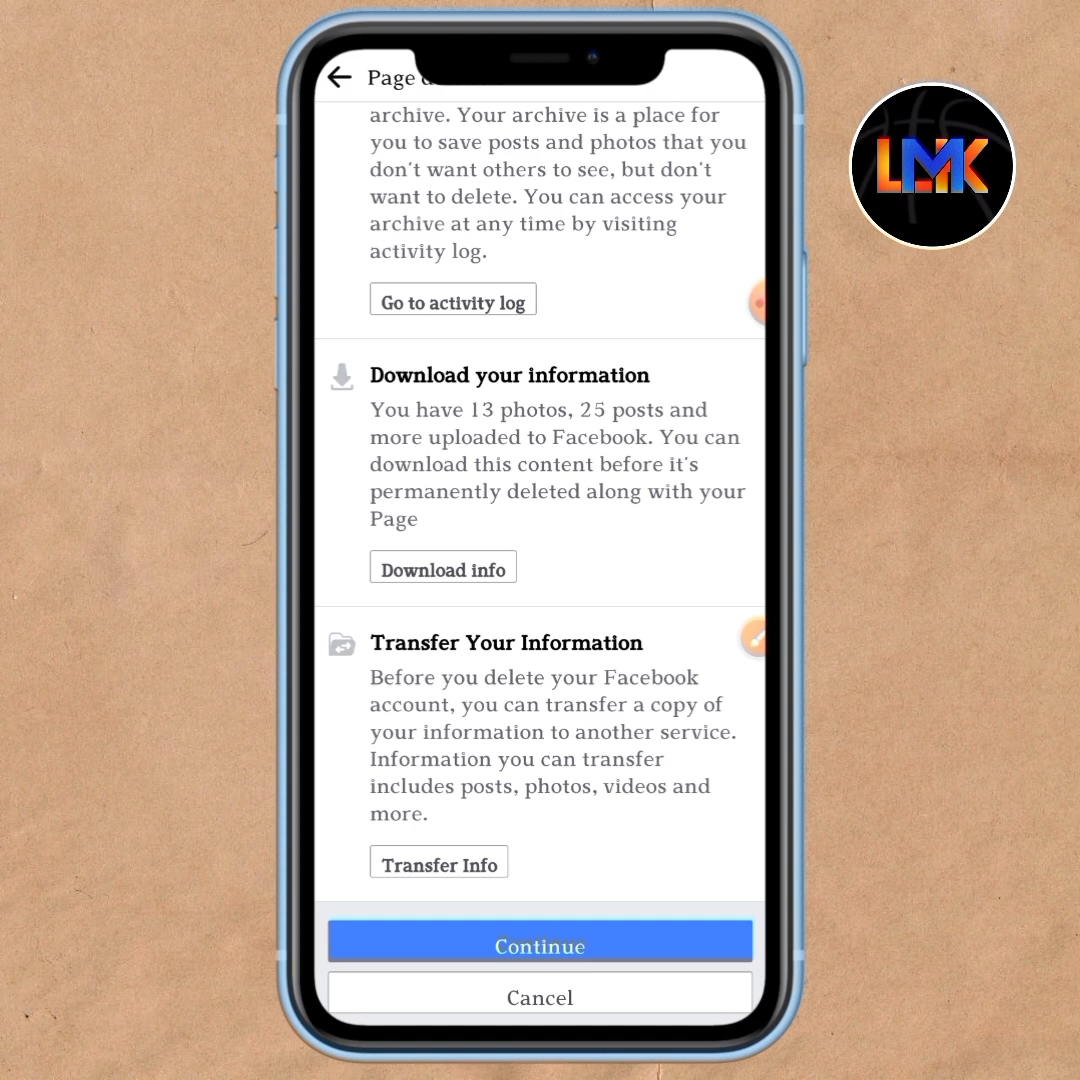 Page
archive. Your archive is a place for
you to save posts and photos that you
don't want others to see, but don't
want to delete. You can access your
archive at any time by visiting
activity log.
Go to activity log
Download your information
You have 13 photos, 25 posts and
more uploaded to Facebook. You can
download this content before it's
permanently deleted along with your
Page
Download info
Transfer Your Information
Before you delete your Facebook
account, you can transfer a copy of
your information to another service.
Information you can transfer
includes posts, photos, videos and
more.
Transfer Info
Continue
Cancel
LMK